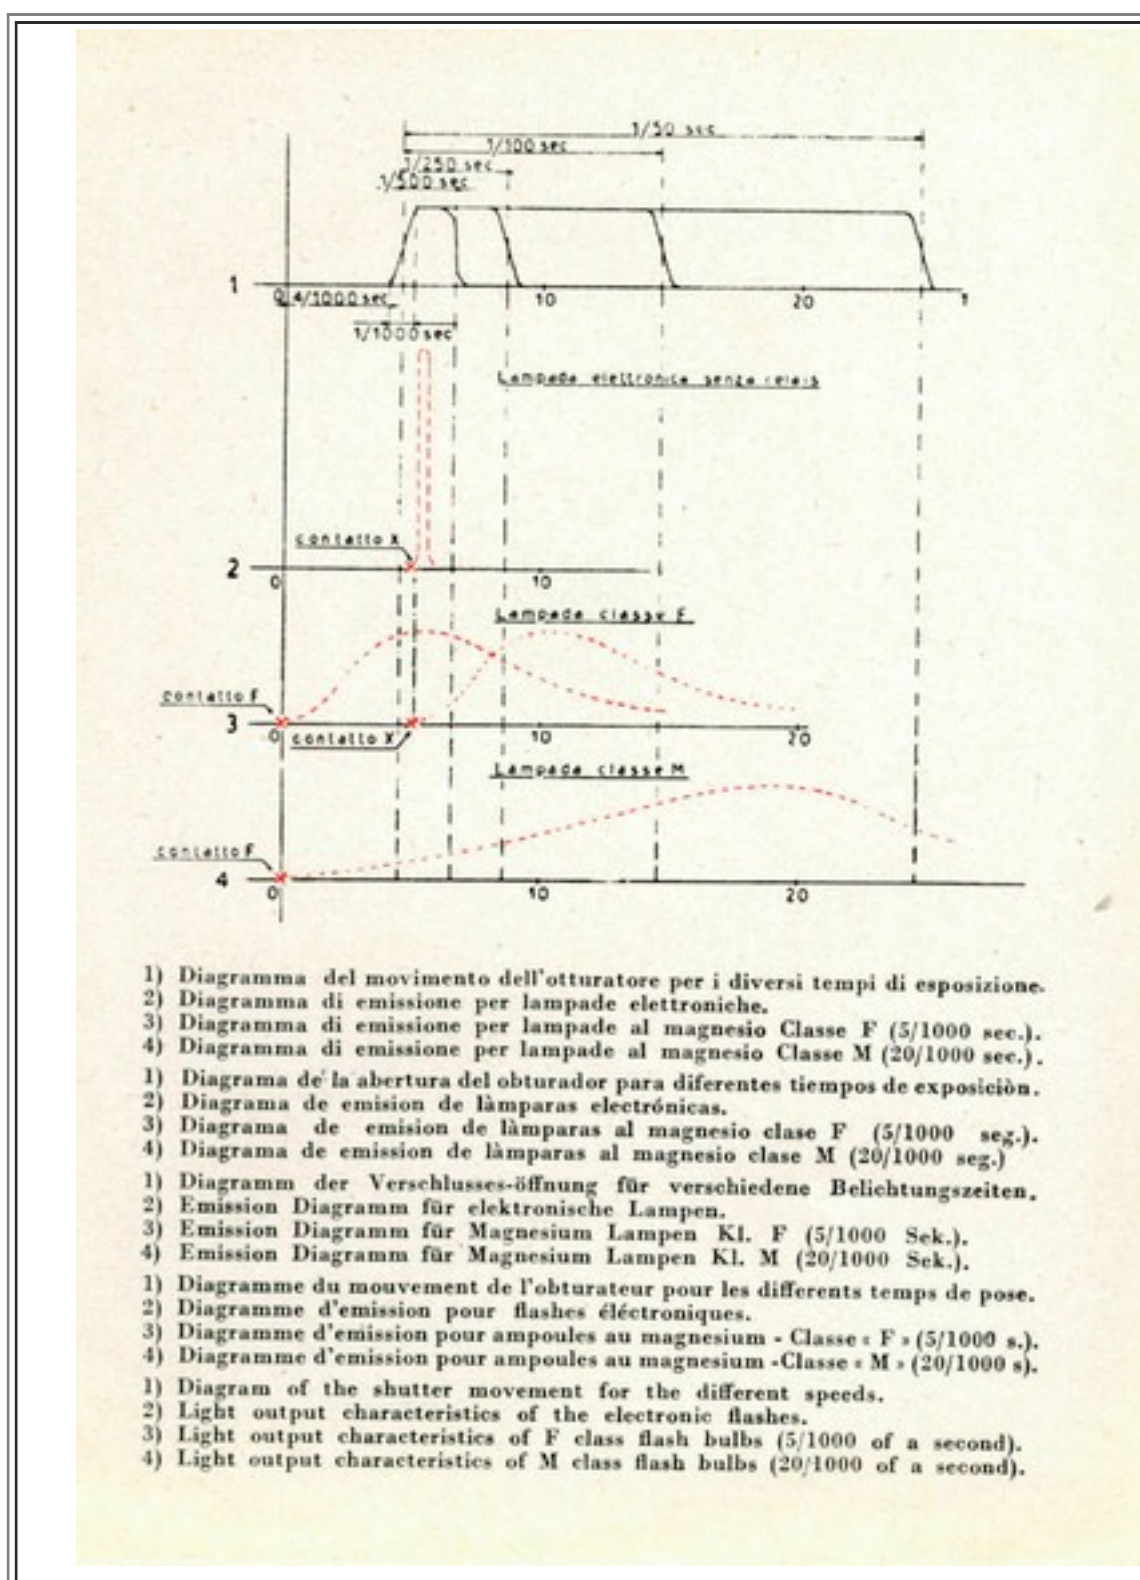 1/50 sec
1/100 sec
1/250 sec
1/500 sec
1
0
10
20
4/1000 sec
1/1000 sec
Lampada elettronica senza relais
contatto X
2
0
10
Lampada classe F
contatto F
3
0
contatto X
10
20
Lampada classe M
contatto F
4
0
10
20
1) Diagramma del movimento dell'otturatore per i diversi tempi di esposizione.
2) Diagramma di emissione per lampade elettroniche.
3) Diagramma di emissione per lampade al magnesio Classe F (5/1000 sec.).
4) Diagramma di emissione per lampade al magnesio Classe M (20/1000 sec.).
1) Diagrama de la abertura del obturador para diferentes tiempos de exposiciòn.
2) Diagrama de emision de làmparas electrónicas.
3) Diagrama de emision de làmparas al magnesio clase F (5/1000 seg.).
4) Diagrama de emission de làmparas al magnesio clase M (20/1000 seg.)
1) Diagramm der Verschlusses-öffnung für verschiedene Belichtungszeiten.
2) Emission Diagramm für elektronische Lampen.
3) Emission Diagramm für Magnesium Lampen Kl. F (5/1000 Sek.).
4) Emission Diagramm für Magnesium Lampen Kl. M (20/1000 Sek.).
1) Diagramme du mouvement de l'obturateur pour les differents temps de pose.
2) Diagramme d'emission pour flashes éléctroniques.
3) Diagramme d'emission pour ampoules au magnesium - Classe « F » (5/1000 s.).
4) Diagramme d'emission pour ampoules au magnesium -Classe « M » (20/1000 s).
1) Diagram of the shutter movement for the different speeds.
2) Light output characteristics of the electronic flashes.
3) Light output characteristics of F class flash bulbs (5/1000 of a second).
4) Light output characteristics of M class flash bulbs (20/1000 of a second).